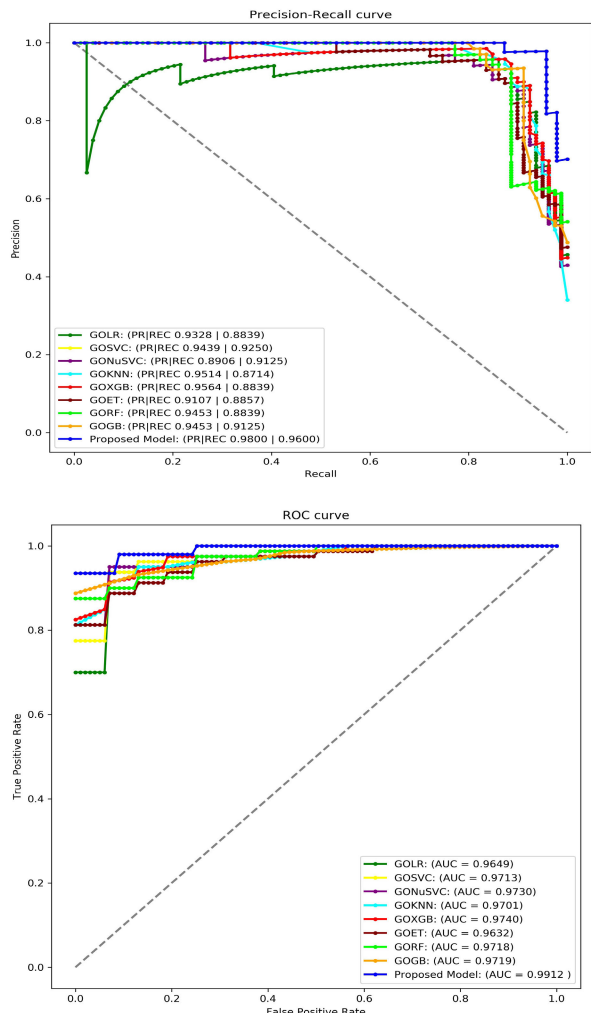 Precision-Recall curve
1.0
0.8
0.6
0.4
0.2
0.0
Precision
GOLR: (PR|REC 0.9328 | 0.8839)
GOSVC: (PR|REC 0.9439 | 0.9250)
GONuSVC: (PR|REC 0.8906 | 0.9125)
GOKNN: (PR|REC 0.9514 | 0.8714)
GOXGB: (PR|REC 0.9564 | 0.8839)
GOET: (PR|REC 0.9107 | 0.8857)
GORF: (PR|REC 0.9453 | 0.8839)
GOGB: (PR|REC 0.9453 | 0.9125)
Proposed Model: (PR|REC 0.9800 | 0.9600)
0.0 0.2 0.4 0.6 0.8 1.0
Recall
ROC curve
1.0
0.8
0.6
0.4
0.2
0.0
True Positive Rate
GOLR: (AUC = 0.9649)
GOSVC: (AUC = 0.9713)
GONuSVC: (AUC = 0.9730)
GOKNN: (AUC = 0.9701)
GOXGB: (AUC = 0.9740)
GOET: (AUC = 0.9632)
GORF: (AUC = 0.9718)
GOGB: (AUC = 0.9719)
Proposed Model: (AUC = 0.9912 )
0.0 0.2 0.4 0.6 0.8 1.0
False Positive Rate